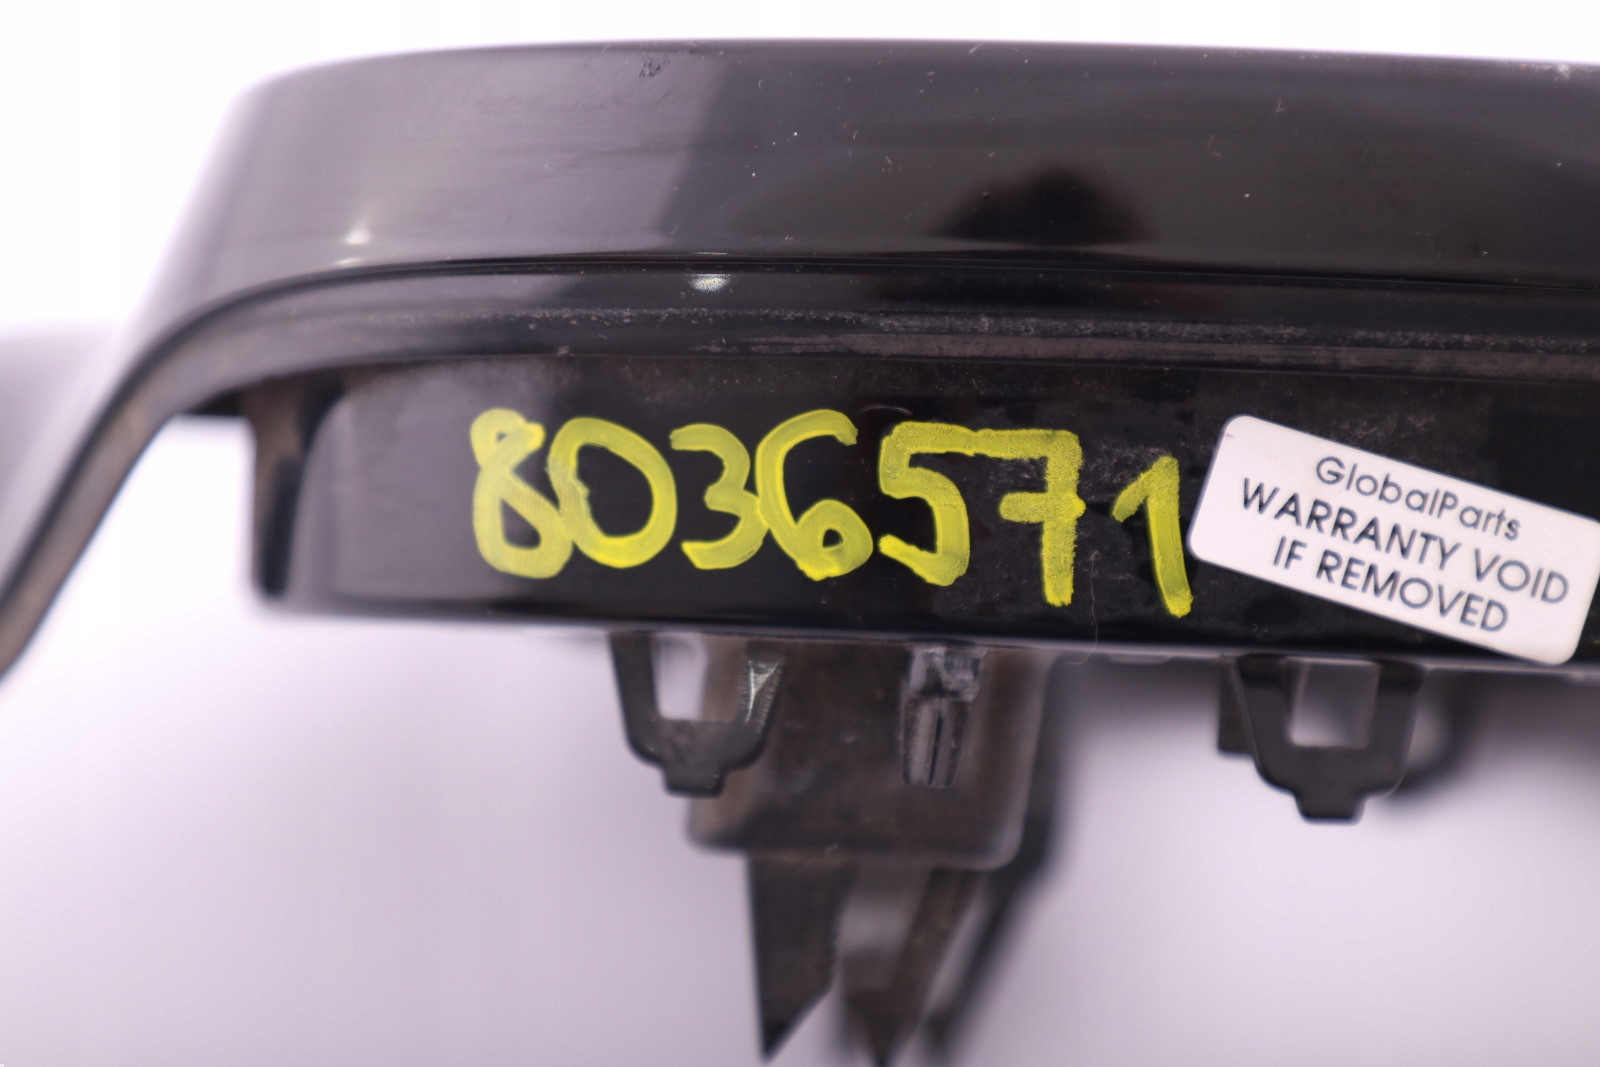 8036571
GlobalParts
WARRANTY VOID
IF REMOVED